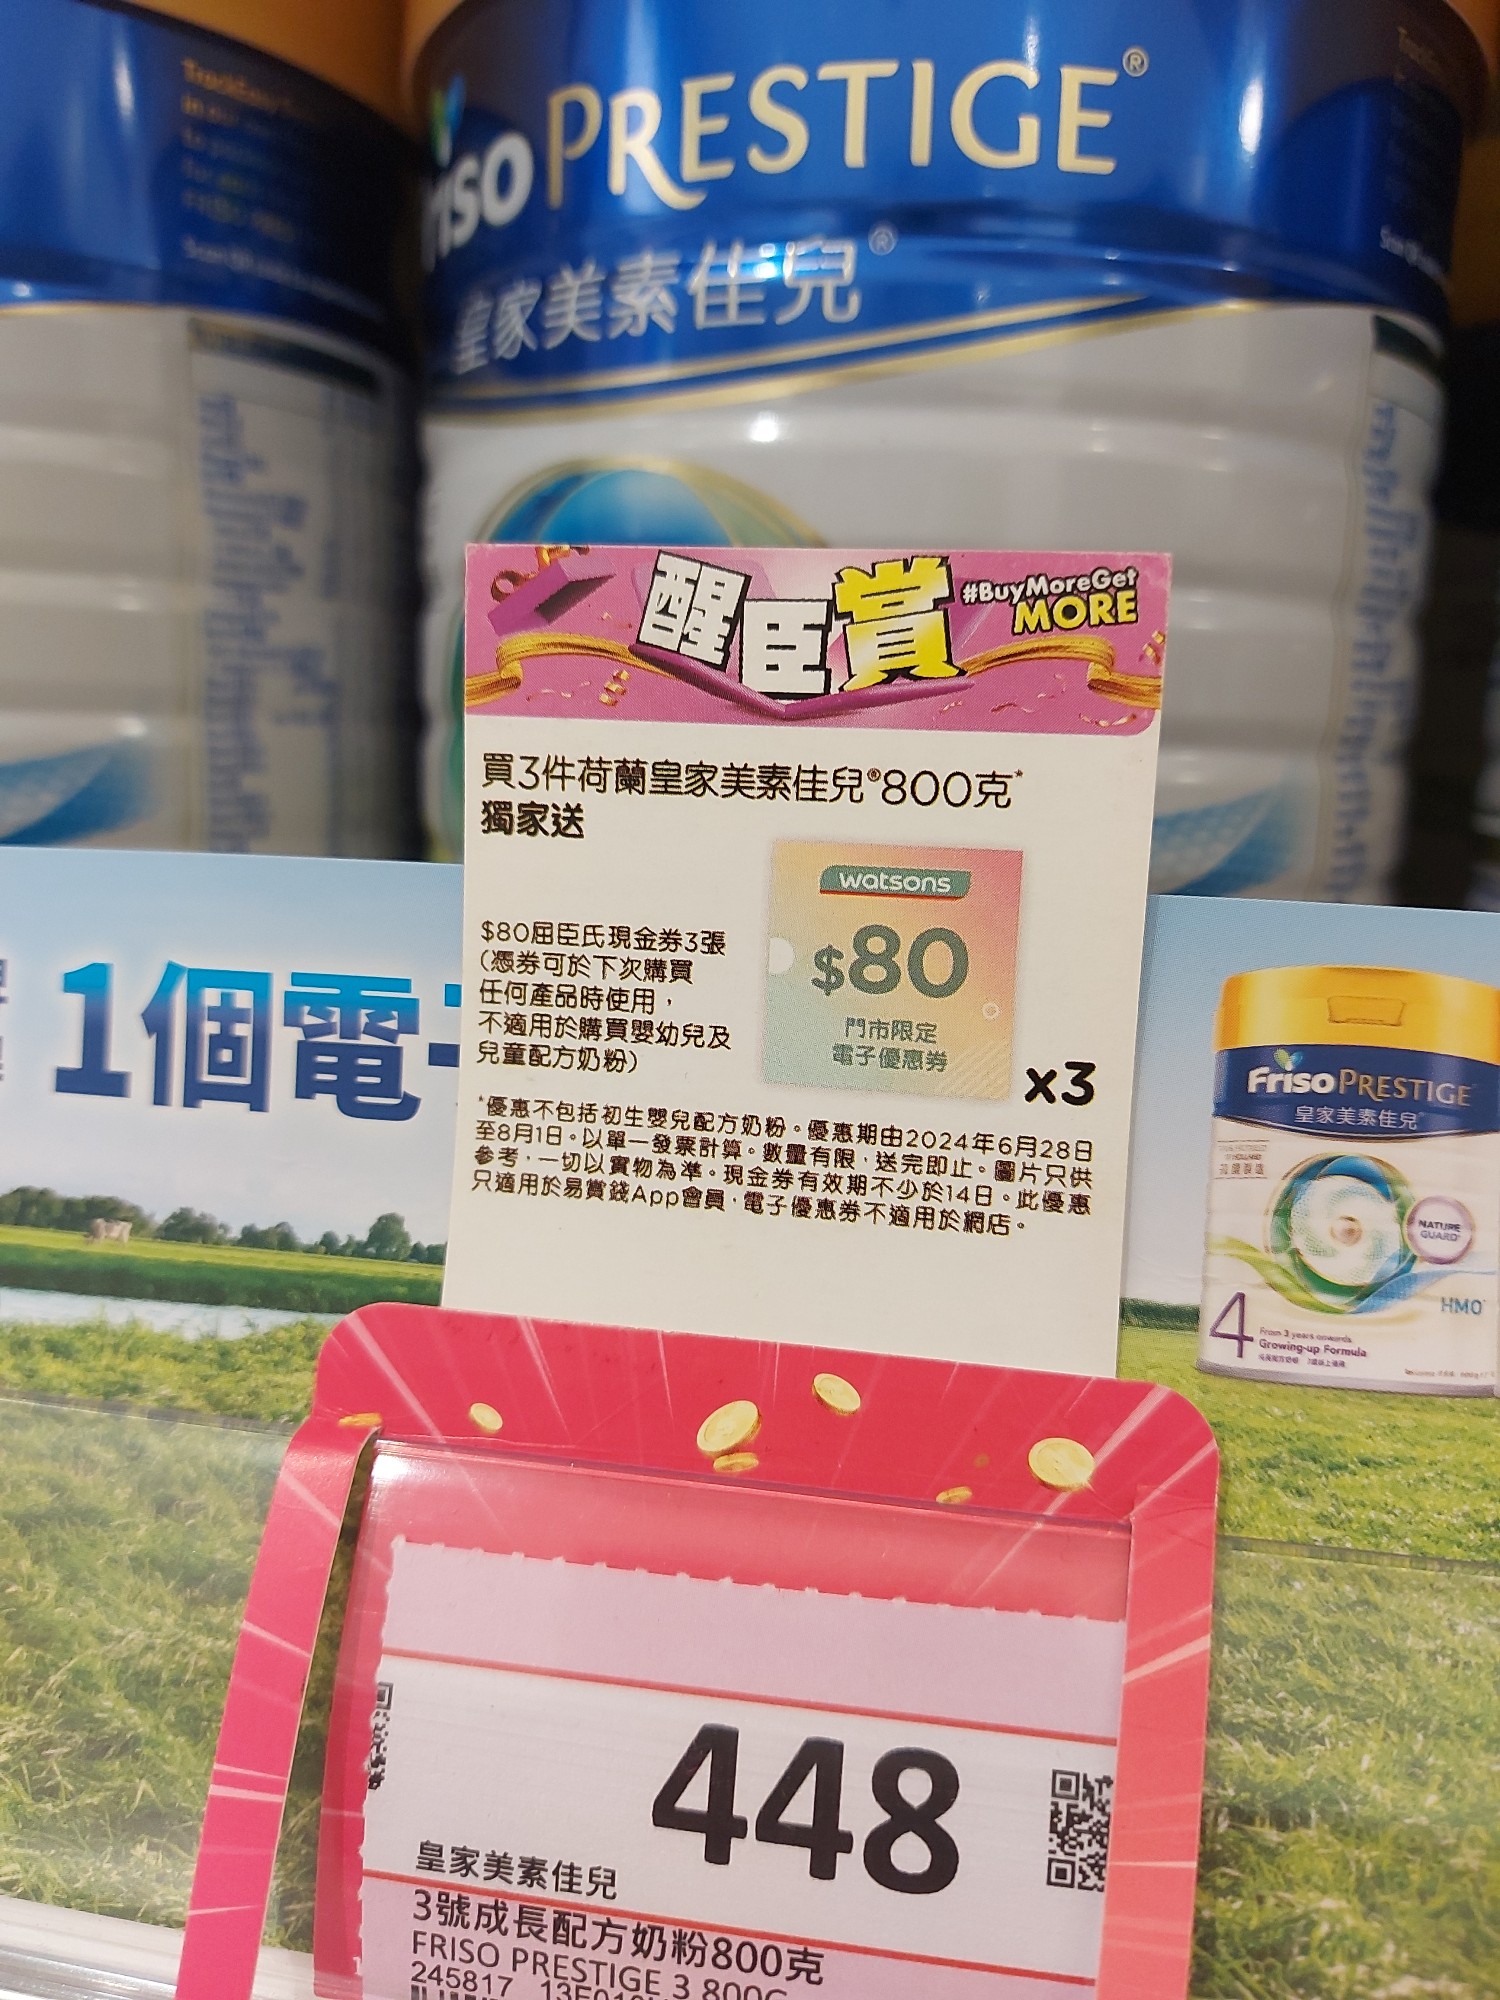 PRESTIGE®
皇家美素佳兒®
醒臣賞
#BuyMoreGet
MORE
買3件荷蘭皇家美素佳兒®800克*
獨家送
$80屈臣氏現金券3張
(憑券可於下次購買
任何產品時使用，
不適用於購買嬰幼兒及
兒童配方奶粉)
watsons
$80
門市限定
電子優惠券
x3
*優惠不包括初生嬰兒配方奶粉。優惠期由2024年6月28日
至8月1日。以單一發票計算。數量有限，送完即止。圖片只供
參考，一切以實物為準。現金券有效期不少於14日。此優惠
只適用於易賞錢App會員，電子優惠券不適用於網店。
1個電
Friso PRESTIGE
皇家美素佳兒
NATURE
GUARD
HMO
4
From 3 years onwards
Growing-up Formula
448
皇家美素佳兒
3號成長配方奶粉800克
FRISO PRESTIGE 3 800G
245817